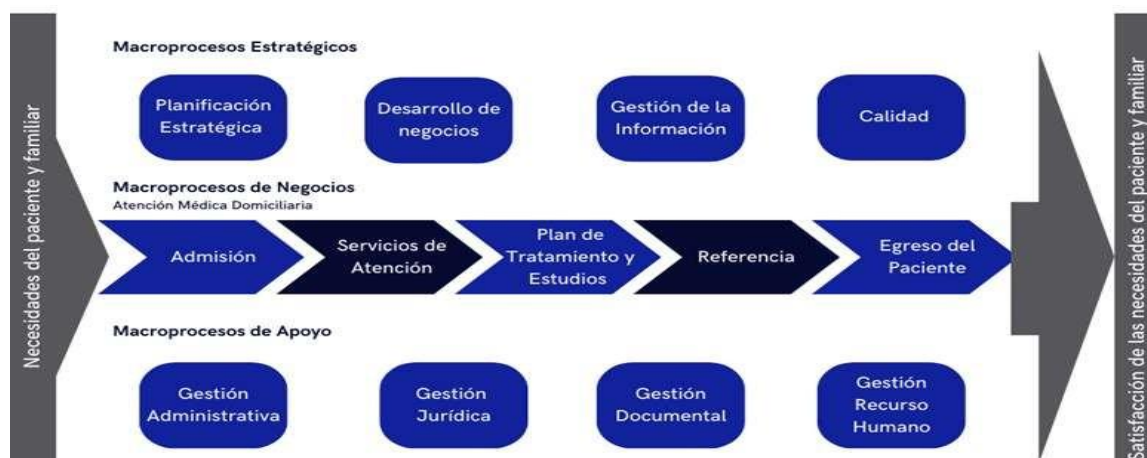 Necesidades del paciente y familiar
Macroprocesos Estratégicos
Planificación
Estratégica
Desarrollo de
negocios
Gestión de la
Información
Calidad
Macroprocesos de Negocios
Atención Médica Domiciliaria
Admisión
Servicios de
Atención
Plan de
Tratamiento y
Estudios
Referencia
Egreso del
Paciente
Macroprocesos de Apoyo
Gestión
Administrativa
Gestión
Jurídica
Gestión
Documental
Gestión
Recurso
Humano
Satisfacción de las necesidades del paciente y familiar